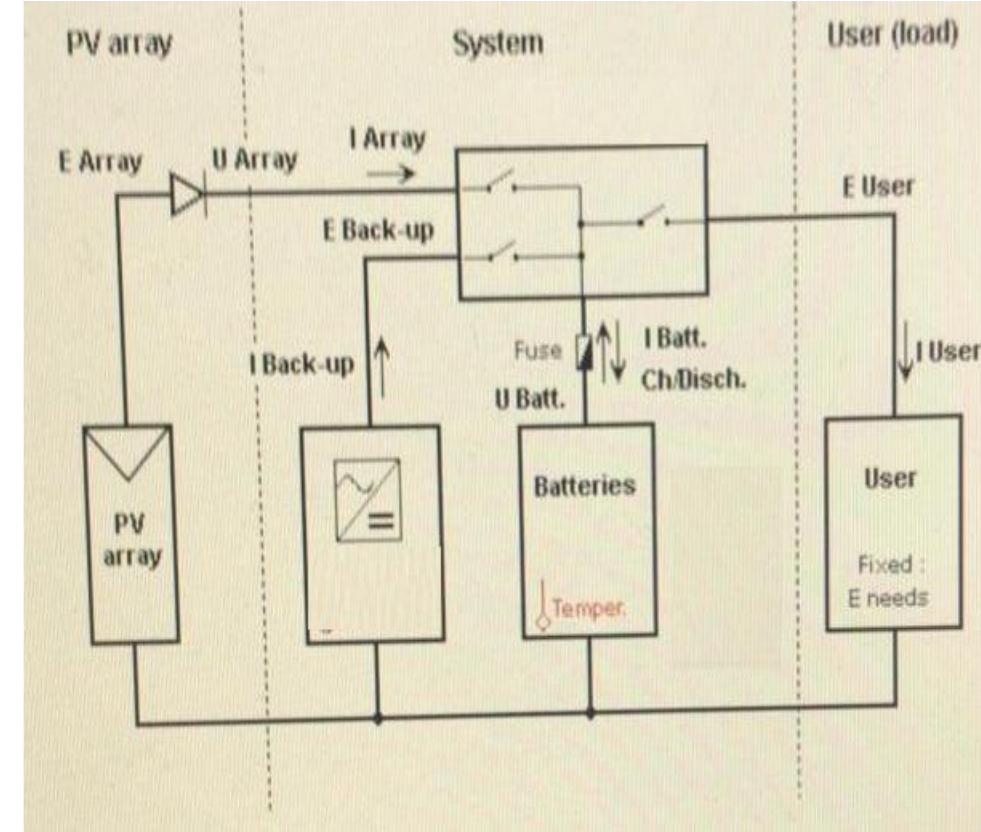 PV array
System
User (load)
E Array
U Array
I Array
E Back-up
E User
I Back-up
Fuse
I Batt.
Ch/Disch.
U Batt.
I User
PV
array
Batteries
Temper.
User
Fixed :
E needs